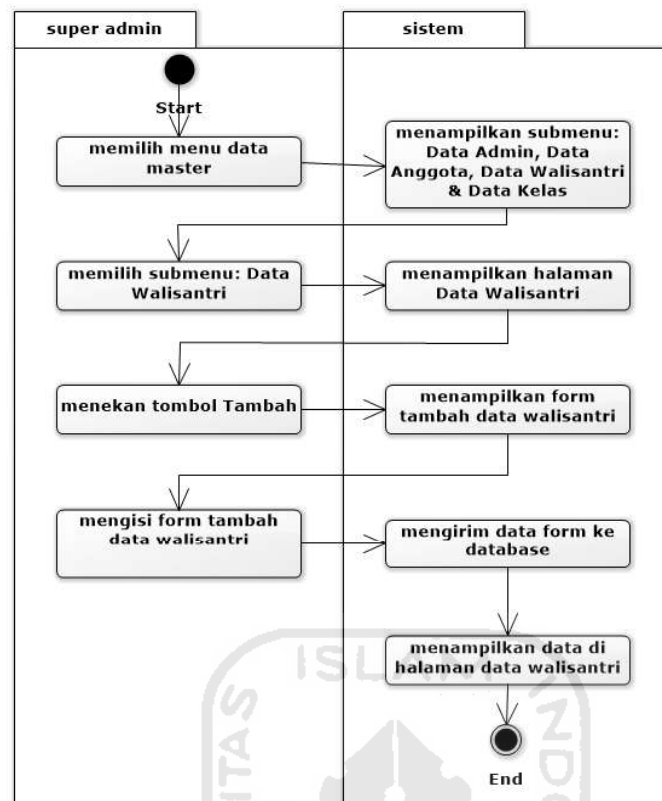 super admin
sistem
Start
memilih menu data
master
menampilkan submenu:
Data Admin, Data
Anggota, Data Walisantri
& Data Kelas
memilih submenu: Data
Walisantri
menampilkan halaman
Data Walisantri
menekan tombol Tambah
menampilkan form
tambah data walisantri
mengisi form tambah
data walisantri
mengirim data form ke
database
menampilkan data di
halaman data walisantri
End
ISLAM